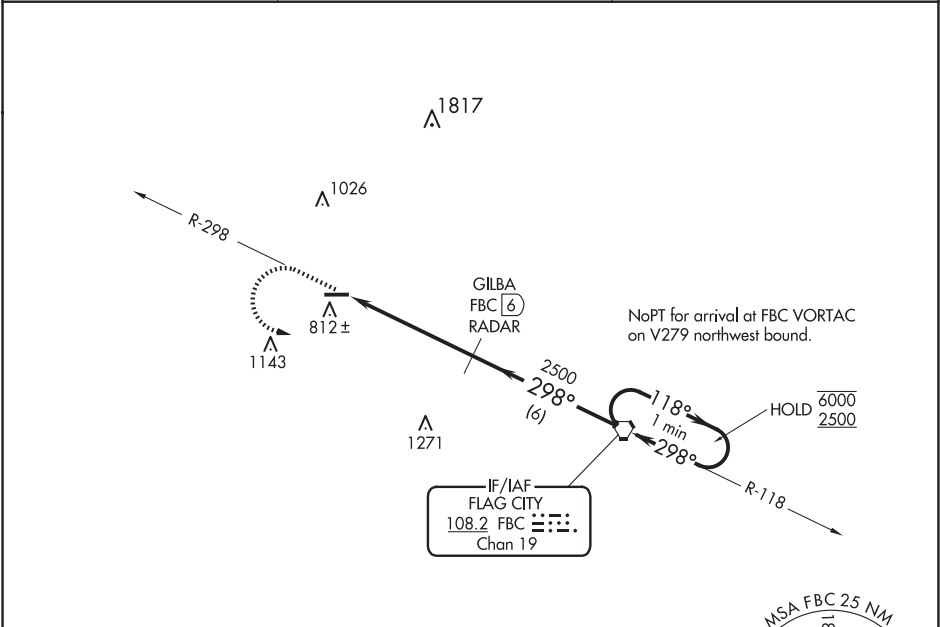 1817
1026
R-298
GILBA
FBC 6
RADAR
812 ±
1143
NoPT for arrival at FBC VORTAC
on V279 northwest bound.
2500
298°
(6)
118°
1 min
298°
HOLD 6000
2500
1271
R-118
IF/IAF
FLAG CITY
108.2 FBC
Chan 19
MSA FBC 25 NM